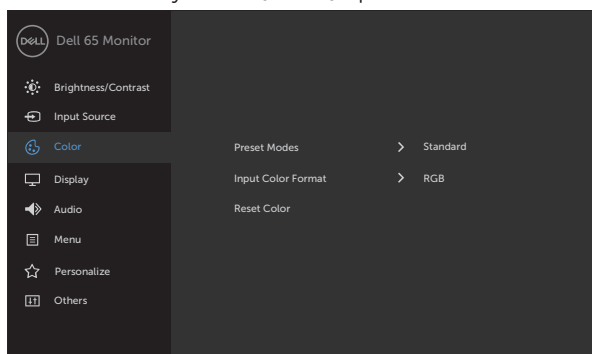 DELL Dell 65 Monitor
Brightness/Contrast
Input Source
Color
Preset Modes > Standard
Display
Input Color Format > RGB
Audio
Reset Color
Menu
Personalize
Others